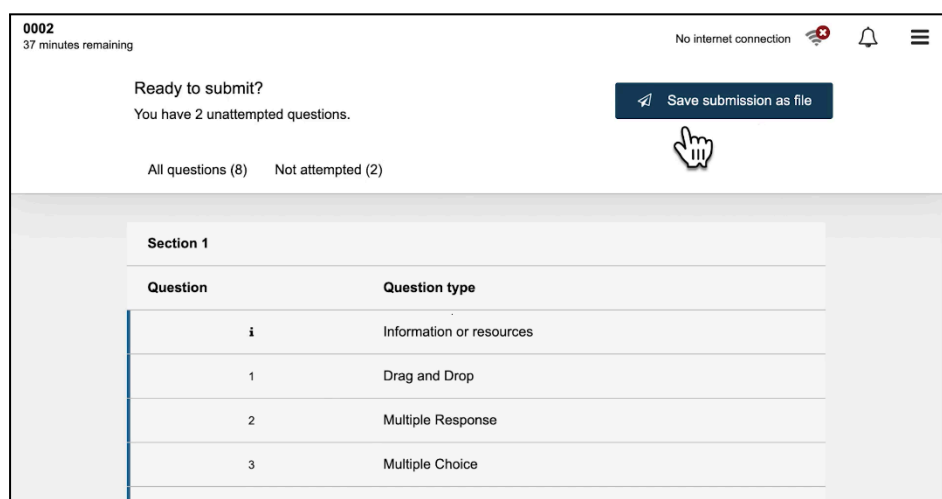 0002
37 minutes remaining
No internet connection
Ready to submit?
You have 2 unattempted questions.
Save submission as file
All questions (8) Not attempted (2)
Section 1
Question Question type
i Information or resources
1 Drag and Drop
2 Multiple Response
3 Multiple Choice